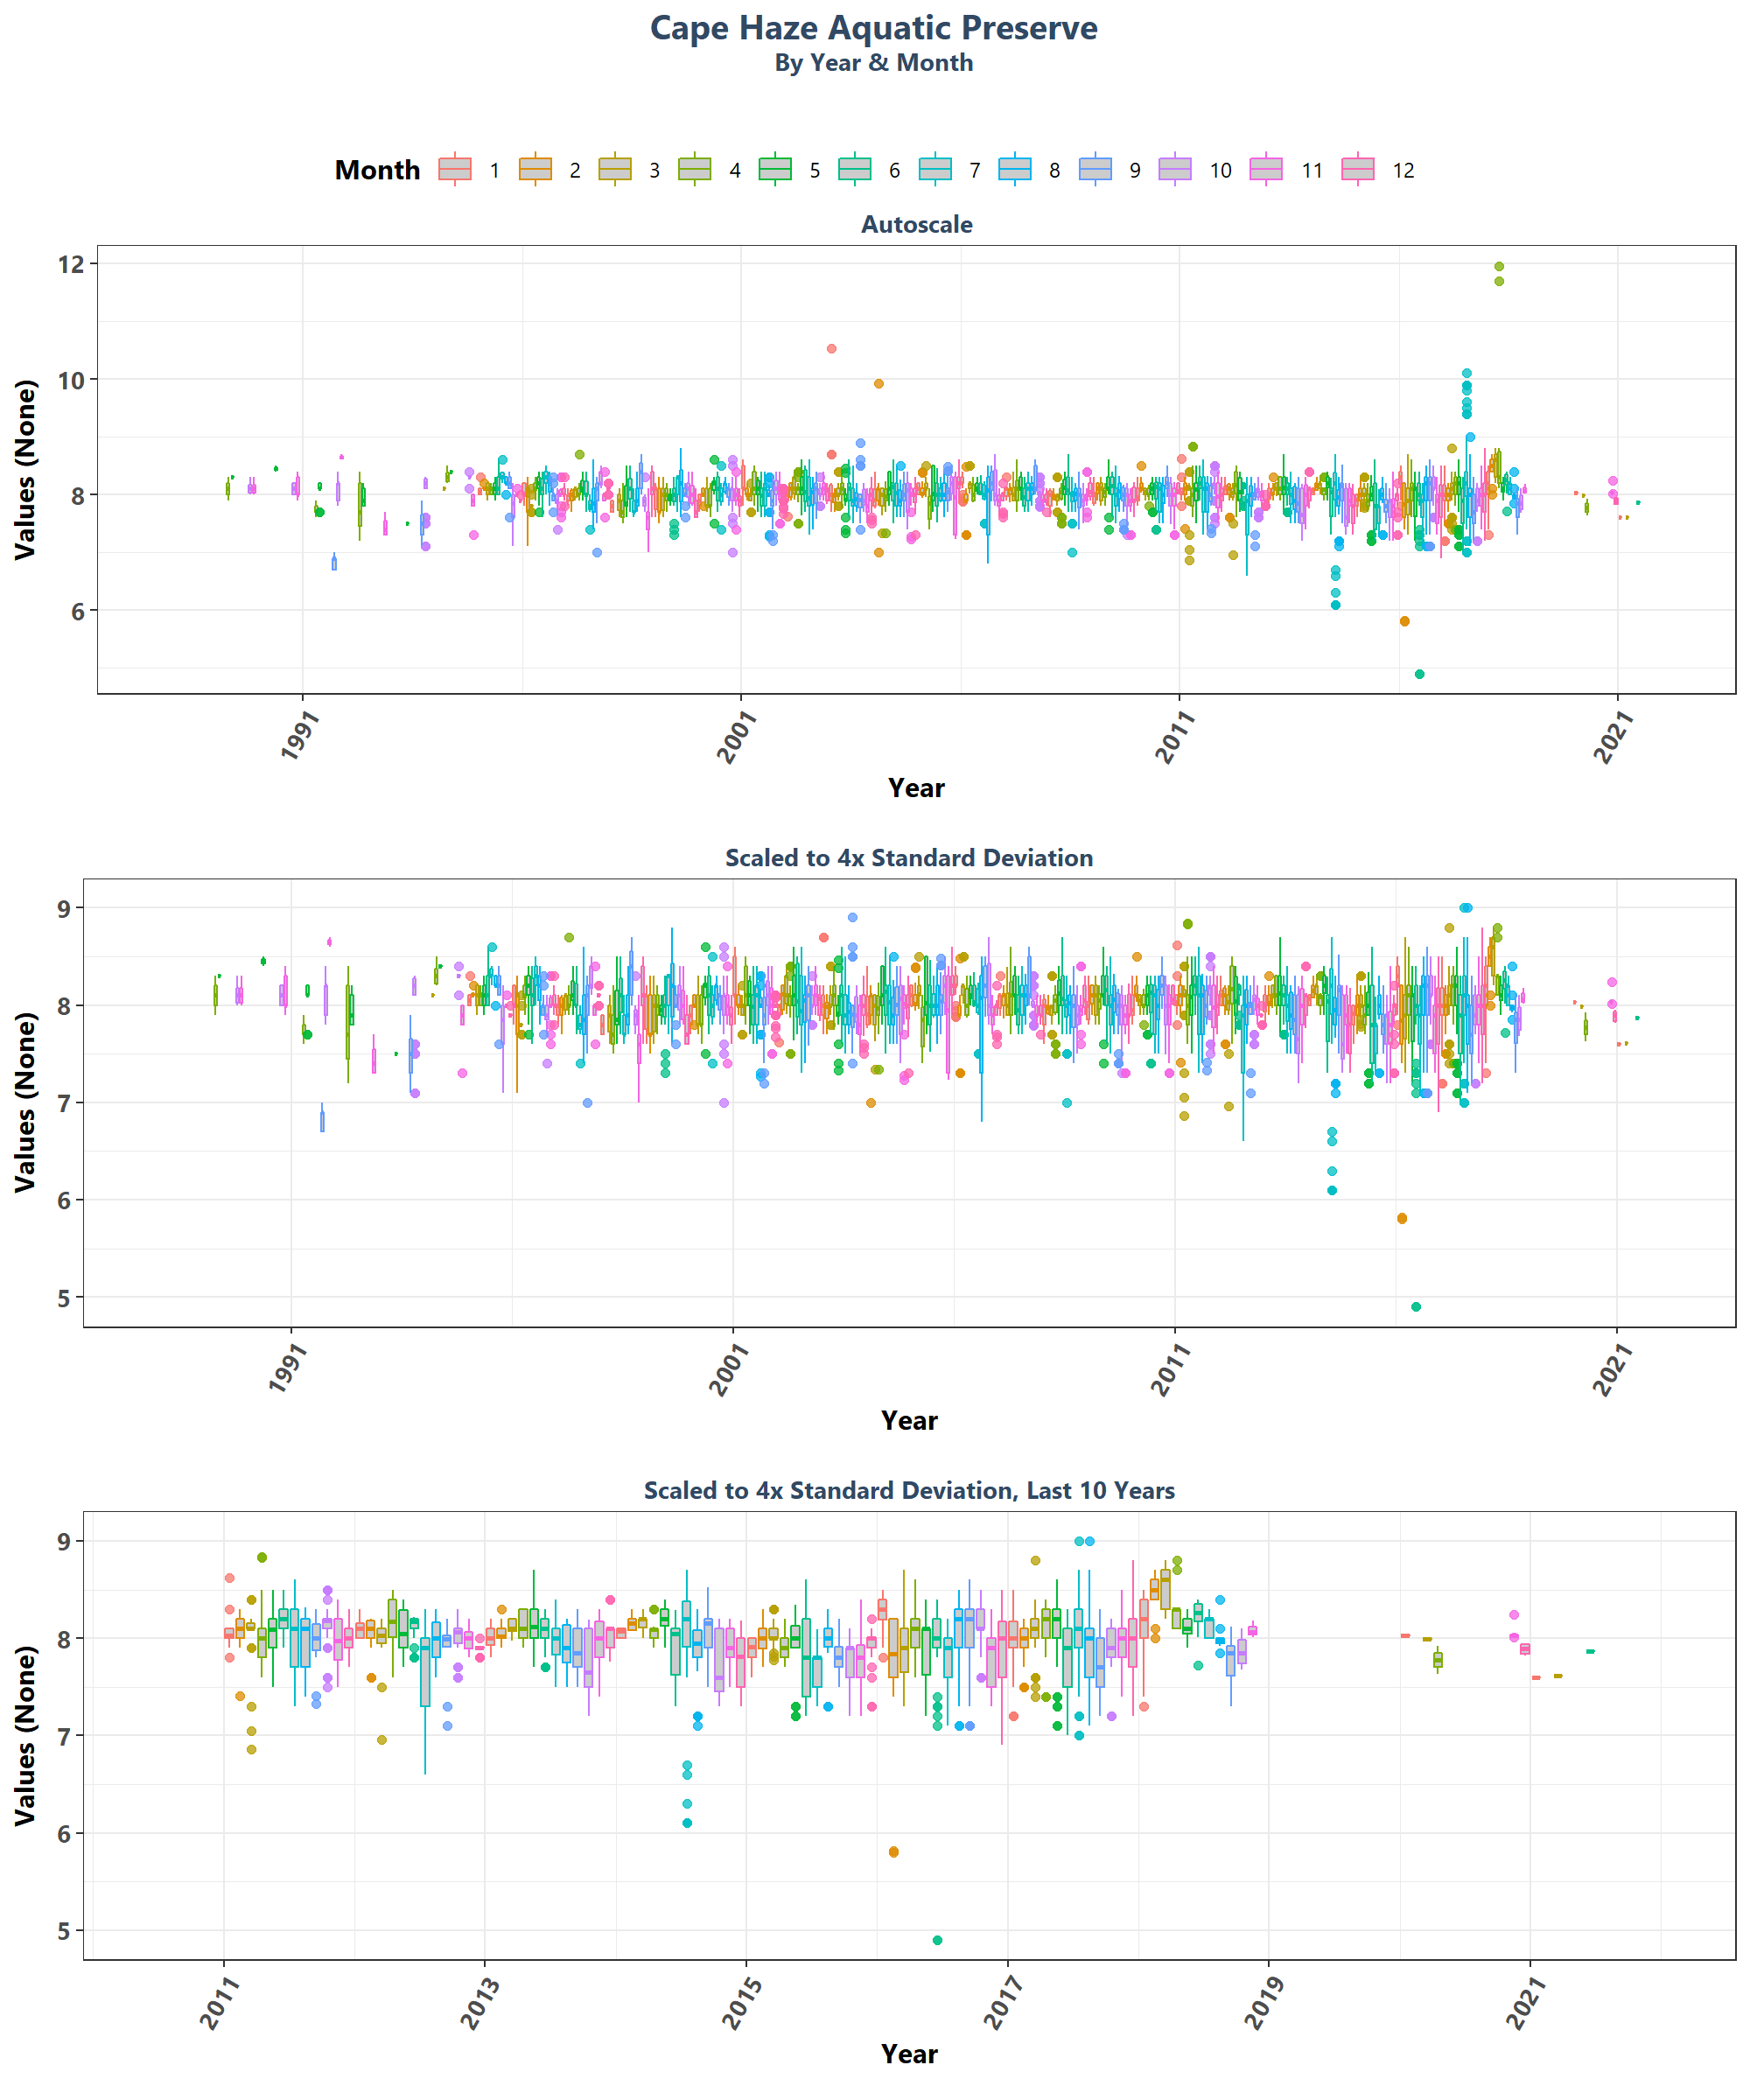 Cape Haze Aquatic Preserve
By Year & Month
Month 1 2 3 4 5 6 7 8 9 10 11 12
Autoscale
Values (None)
12
10
8
6
1991 2001 2011 2021
Year
Scaled to 4x Standard Deviation
Values (None)
9
8
7
6
5
1991 2001 2011 2021
Year
Scaled to 4x Standard Deviation, Last 10 Years
Values (None)
9
8
7
6
5
2011 2013 2015 2017 2019 2021
Year